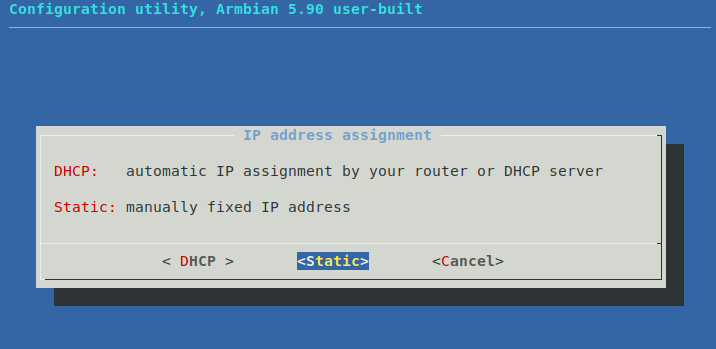 Configuration utility, Armbian 5.90 user-built
IP address assignment
DHCP:   automatic IP assignment by your router or DHCP server
Static: manually fixed IP address
< DHCP >       <Static>       <Cancel>